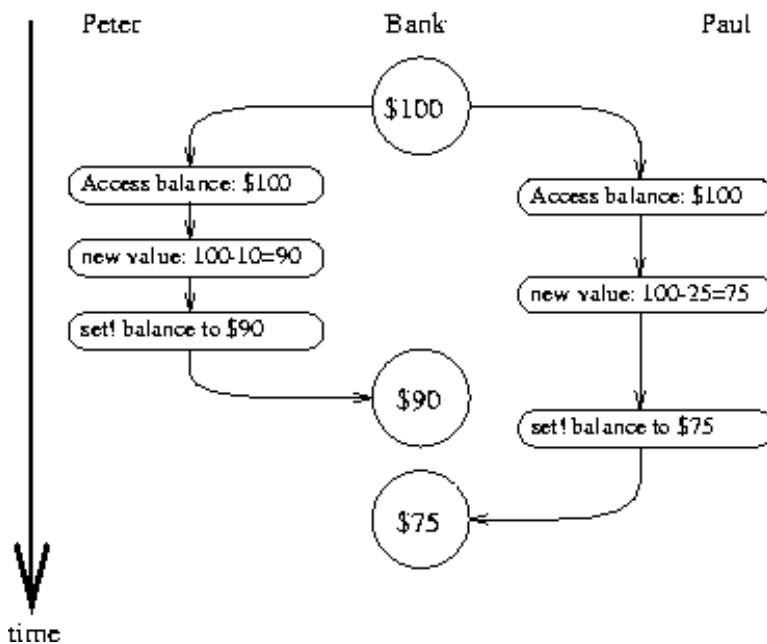 Peter
Bank
Paul
$100
Access balance: $100
Access balance: $100
new value: 100-10=90
new value: 100-25=75
set! balance to $90
$90
set! balance to $75
$75
time